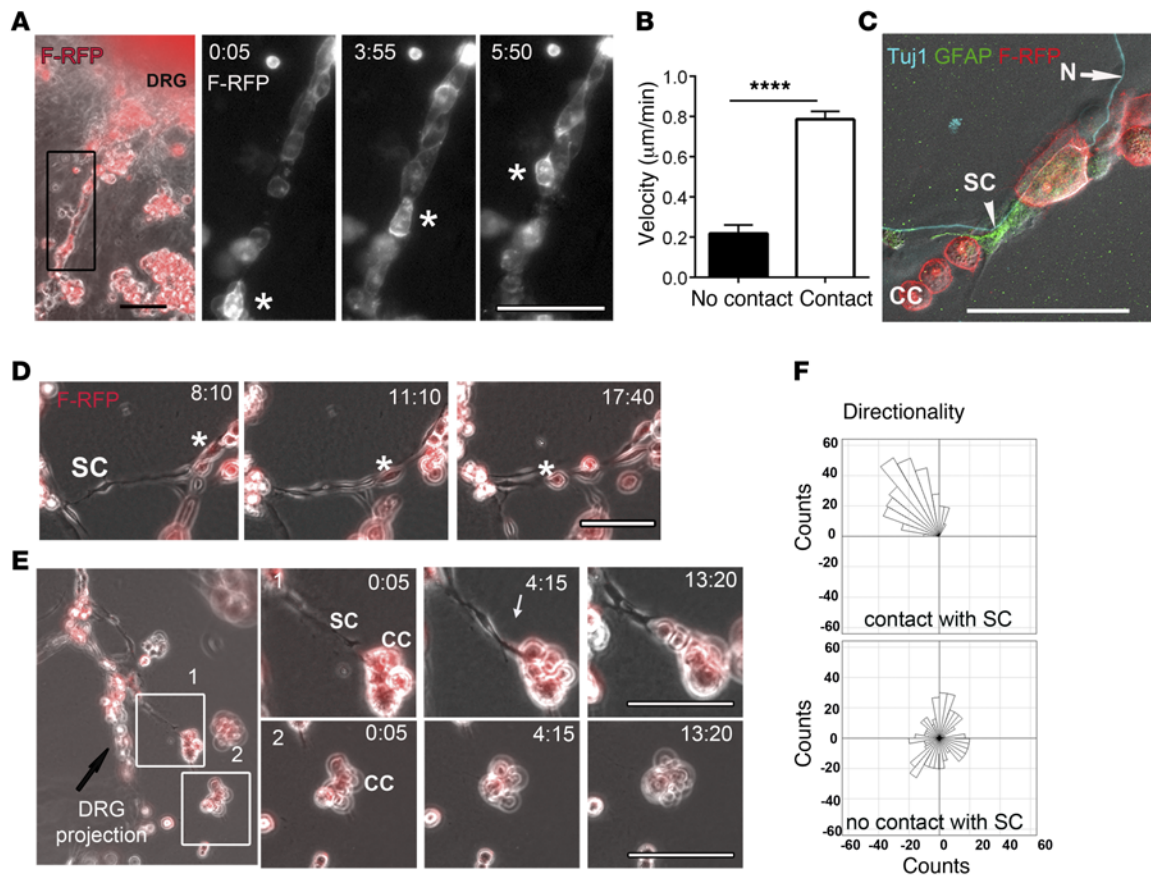 A
F-RFP
DRG
0:05
F-RFP
3:55
5:50
*
*
*
B
Velocity (µm/min)
1.0
0.8
0.6
0.4
0.2
0.0
****
No contact Contact
C
Tuj1 GFAP F-RFP
N
SC
CC
D
F-RFP
8:10
11:10
17:40
*
*
*
SC
E
1
2
DRG
projection
1
0:05
4:15
13:20
SC
CC
2
0:05
4:15
13:20
CC
F
Directionality
Counts
60
40
20
0
-20
-40
-60
contact with SC
Counts
60
40
20
0
-20
-40
-60
no contact with SC
-60 -40 -20 0 20 40 60
Counts